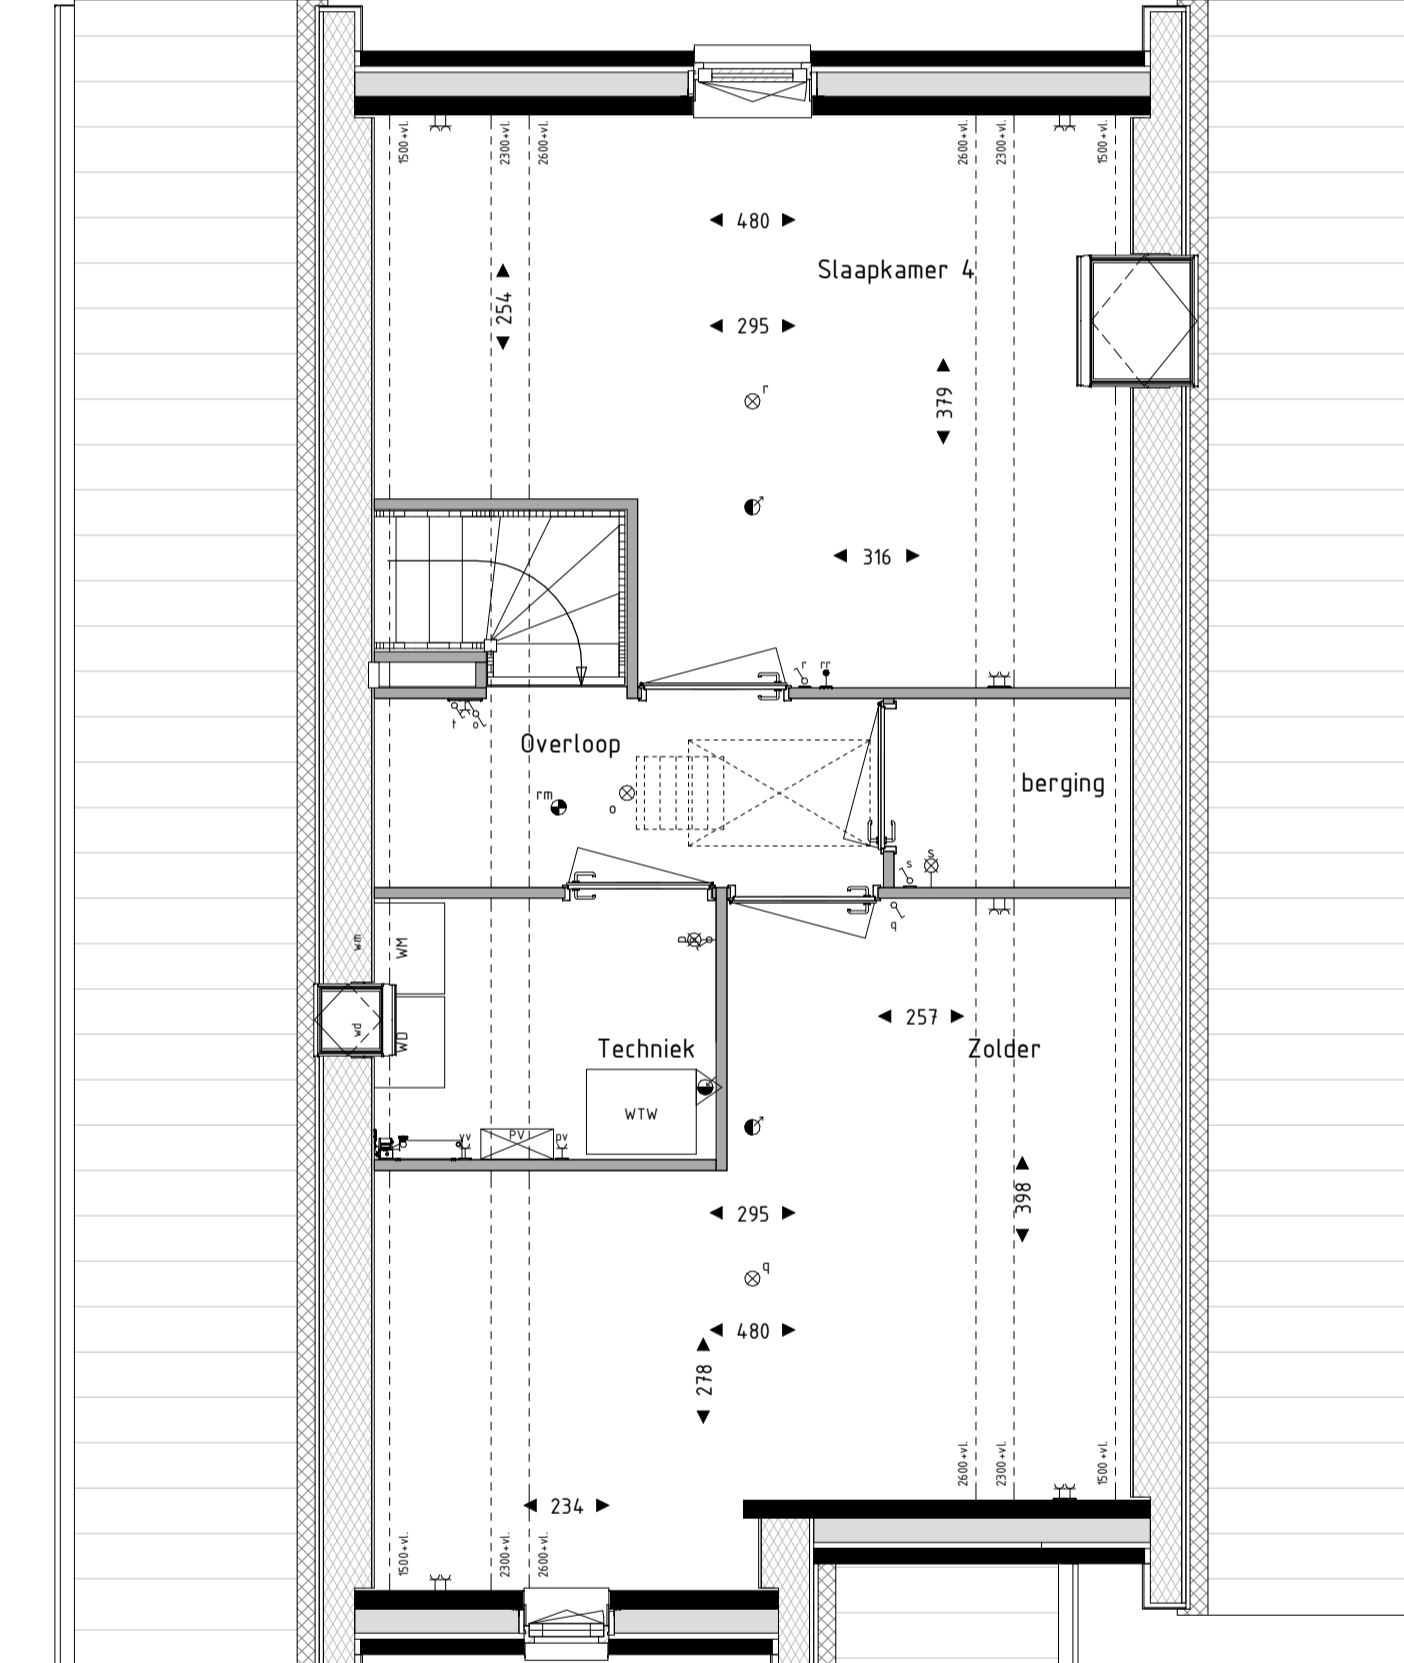 1500+vl.
2300+vl.
2600+vl.
2600+vl.
2300+vl.
1500+vl.
480
Slaapkamer 4
254
295
r
379
316
r
rr
t
o
Overloop
berging
rm
o
s
s
q
wm
WM
p
wd
WD
257
Techniek
Zolder
WTW
vv
PV
pv
398
295
q
480
278
2600+vl.
2300+vl.
1500+vl.
234
1500+vl.
2300+vl.
2600+vl.